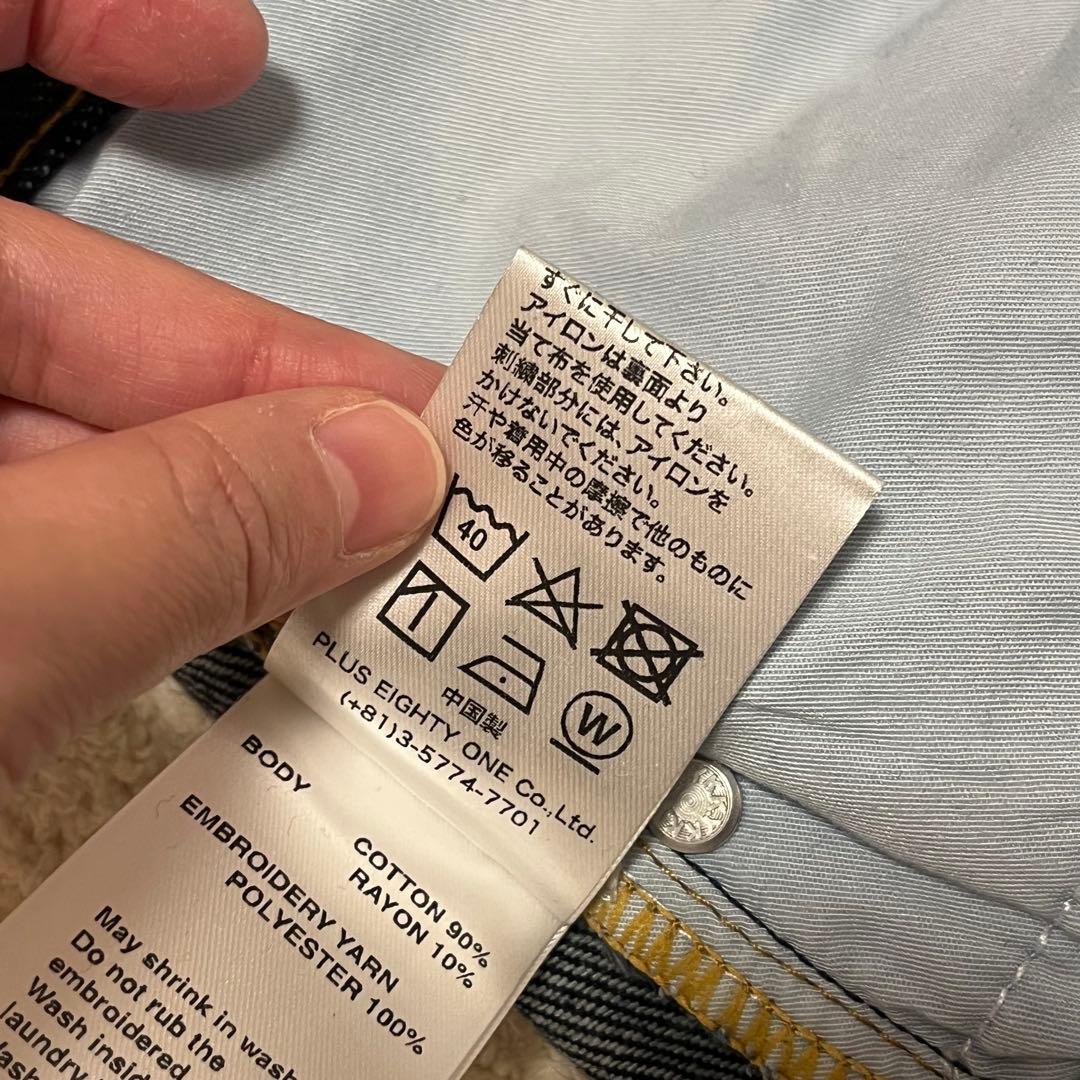 すぐに干して下さい。
アイロンは裏面より
当て布を使用してください。
刺繍部分には、アイロンを
かけないでください。
汗や着用中の摩擦で他のものに
色が移ることがあります。
40
W
中国製
PLUS EIGHTY ONE Co.,Ltd.
(+81)3-5774-7701
BODY
COTTON 90%
RAYON 10%
EMBROIDERY YARN
POLYESTER 100%
May shrink in wash
Do not rub the
embroidered
Wash inside
laundry